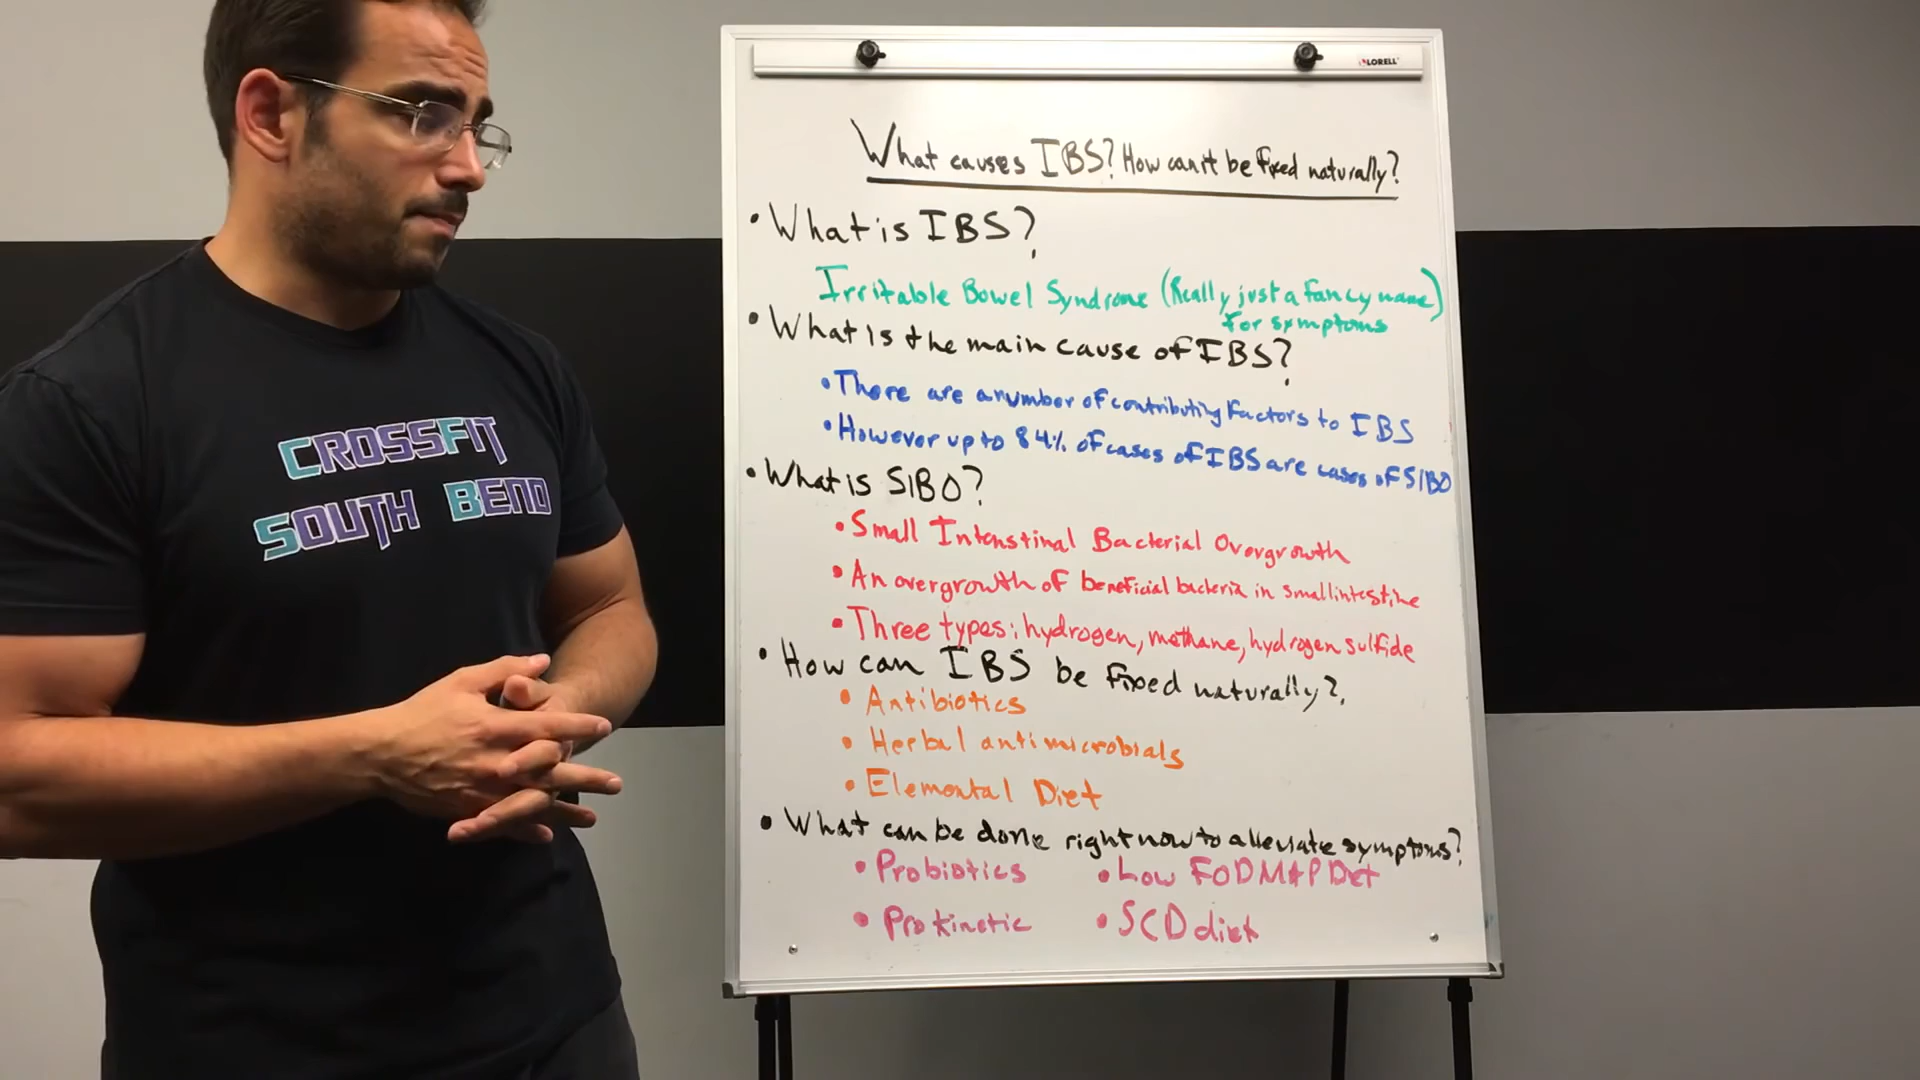 CROSSFIT
SOUTH BEND
LORELL
What causes IBS? How can it be fixed naturally?
• What is IBS?
Irritable Bowel Syndrome (Really just a fancy name)
for symptoms
• What is the main cause of IBS?
• There are a number of contributing factors to IBS
• However up to 84% of cases of IBS are cases of SIBO
• What is SIBO?
• Small Intenstinal Bacterial Overgrowth
• An overgrowth of beneficial bacteria in small intestine
• Three types: hydrogen, methane, hydrogen sulfide
• How can IBS be fixed naturally?
• Antibiotics
• Herbal antimicrobials
• Elemental Diet
• What can be done right now to alleviate symptoms?
• Probiotics • Low FODMAP Diet
• Prokinetic • SCD diet